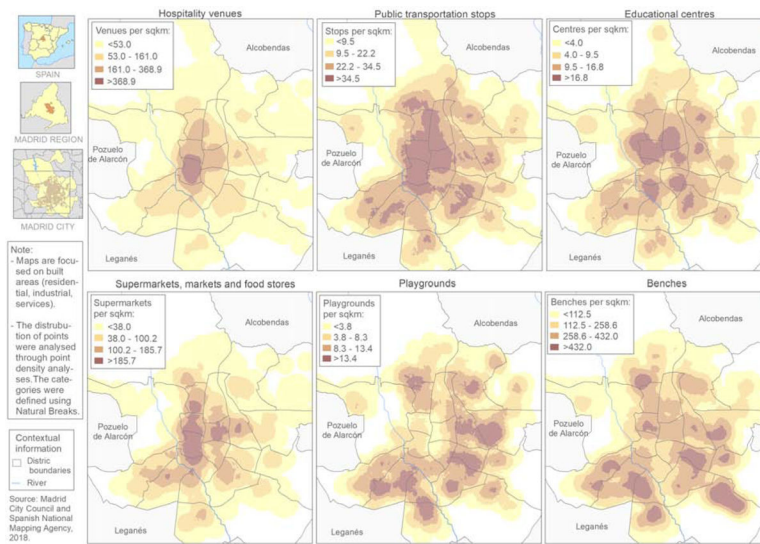 Hospitality venues
Public transportation stops
Educational centres
SPAIN
MADRID REGION
MADRID CITY
Note:
- Maps are focu-
sed on built
areas (residen-
tial, industrial,
services).
- The distrubu-
tion of points
were analysed
through point
density analy-
ses.The cate-
gories were
defined using
Natural Breaks.
Contextual
information
Distric
boundaries
River
Source: Madrid
City Council and
Spanish National
Mapping Agency,
2018.
Venues per sqkm:
<53.0
53.0 - 161.0
161.0 - 368.9
>368.9
Alcobendas
Pozuelo
de Alarcón
Leganés
Stops per sqkm:
<9.5
9.5 - 22.2
22.2 - 34.5
>34.5
Alcobendas
Pozuelo
de Alarcón
Leganés
Centres per sqkm:
<4.0
4.0 - 9.5
9.5 - 16.8
>16.8
Alcobendas
Pozuelo
de Alarcón
Leganés
Supermarkets, markets and food stores
Playgrounds
Benches
Supermarkets
per sqkm:
<38.0
38.0 - 100.2
100.2 - 185.7
>185.7
Alcobendas
Pozuelo
de Alarcón
Leganés
Playgrounds
per sqkm:
<3.8
3.8 - 8.3
8.3 - 13.4
>13.4
Alcobendas
Pozuelo
de Alarcón
Leganés
Benches per sqkm:
<112.5
112.5 - 258.6
258.6 - 432.0
>432.0
Alcobendas
Pozuelo
de Alarcón
Leganés